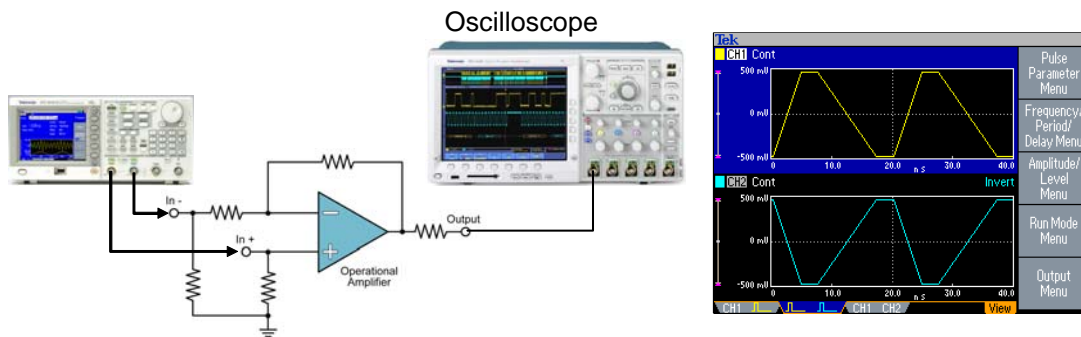 Oscilloscope
In -
In +
Output
Operational
Amplifier
Tek
CH1 Cont
500 mV
0 mV
-500 mV
0.0
10.0
n S
30.0
40.0
CH2 Cont
Invert
500 mV
0 mV
-500 mV
0.0
10.0
n S
30.0
40.0
CH1
CH1 CH2
View
Pulse
Parameter
Menu
Frequency/
Period/
Delay Menu
Amplitude/
Level
Menu
Run Mode
Menu
Output
Menu